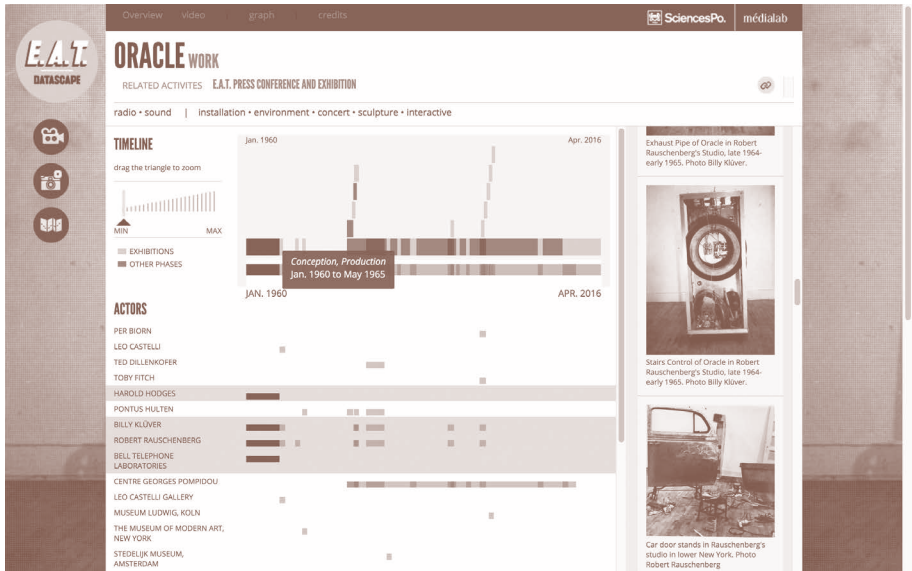 Overview video graph credits
SciencesPo. médialab
E.A.T.
DATASCAPE
ORACLE WORK
RELATED ACTIVITES E.A.T. PRESS CONFERENCE AND EXHIBITION
radio • sound | installation • environment • concert • sculpture • interactive
TIMELINE
drag the triangle to zoom
MIN MAX
EXHIBITIONS
OTHER PHASES
Jan. 1960 Apr. 2016
Conception, Production
Jan. 1960 to May 1965
JAN. 1960 APR. 2016
ACTORS
PER BIORN
LEO CASTELLI
TED DILLENKOFER
TOBY FITCH
HAROLD HODGES
PONTUS HULTEN
BILLY KLÜVER
ROBERT RAUSCHENBERG
BELL TELEPHONE
LABORATORIES
CENTRE GEORGES POMPIDOU
LEO CASTELLI GALLERY
MUSEUM LUDWIG, KOLN
THE MUSEUM OF MODERN ART,
NEW YORK
STEDELIJK MUSEUM,
AMSTERDAM
Exhaust Pipe of Oracle in Robert
Rauschenberg's Studio, late 1964-
early 1965. Photo Billy Klüver.
Stairs Control of Oracle in Robert
Rauschenberg's Studio, late 1964-
early 1965. Photo Billy Klüver.
Car door stands in Rauschenberg's
studio in lower New York. Photo
Robert Rauschenberg